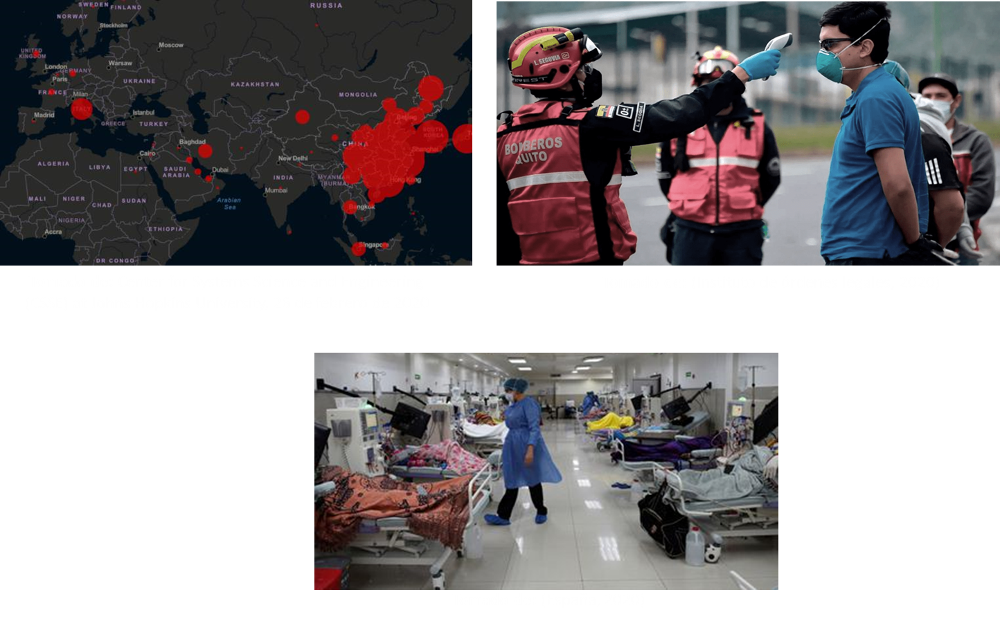 SWEDEN
FINLAND
RUSSIA
NORWAY
Stockholm
Moscow
UNITED
KINGDOM
London
GERMANY
Warsaw
Paris
UKRAINE
KAZAKHSTAN
FRANCE
Milan
MONGOLIA
ITALY
Madrid
Istanbul
Beijing
GREECE
TURKEY
SOUTH
KOREA
Baghdad
CHINA
Shanghai
Cairo
New Delhi
ALGERIA
LIBYA
EGYPT
SAUDI
ARABIA
Dubai
INDIA
MYANMAR
(BURMA)
Hong Kong
Mumbai
MALI
NIGER
CHAD
SUDAN
Arabian
Sea
Bangkok
NIGERIA
Accra
ETHIOPIA
Singapore
DR CONGO
L. SEGOVIA
BOMBEROS
QUITO